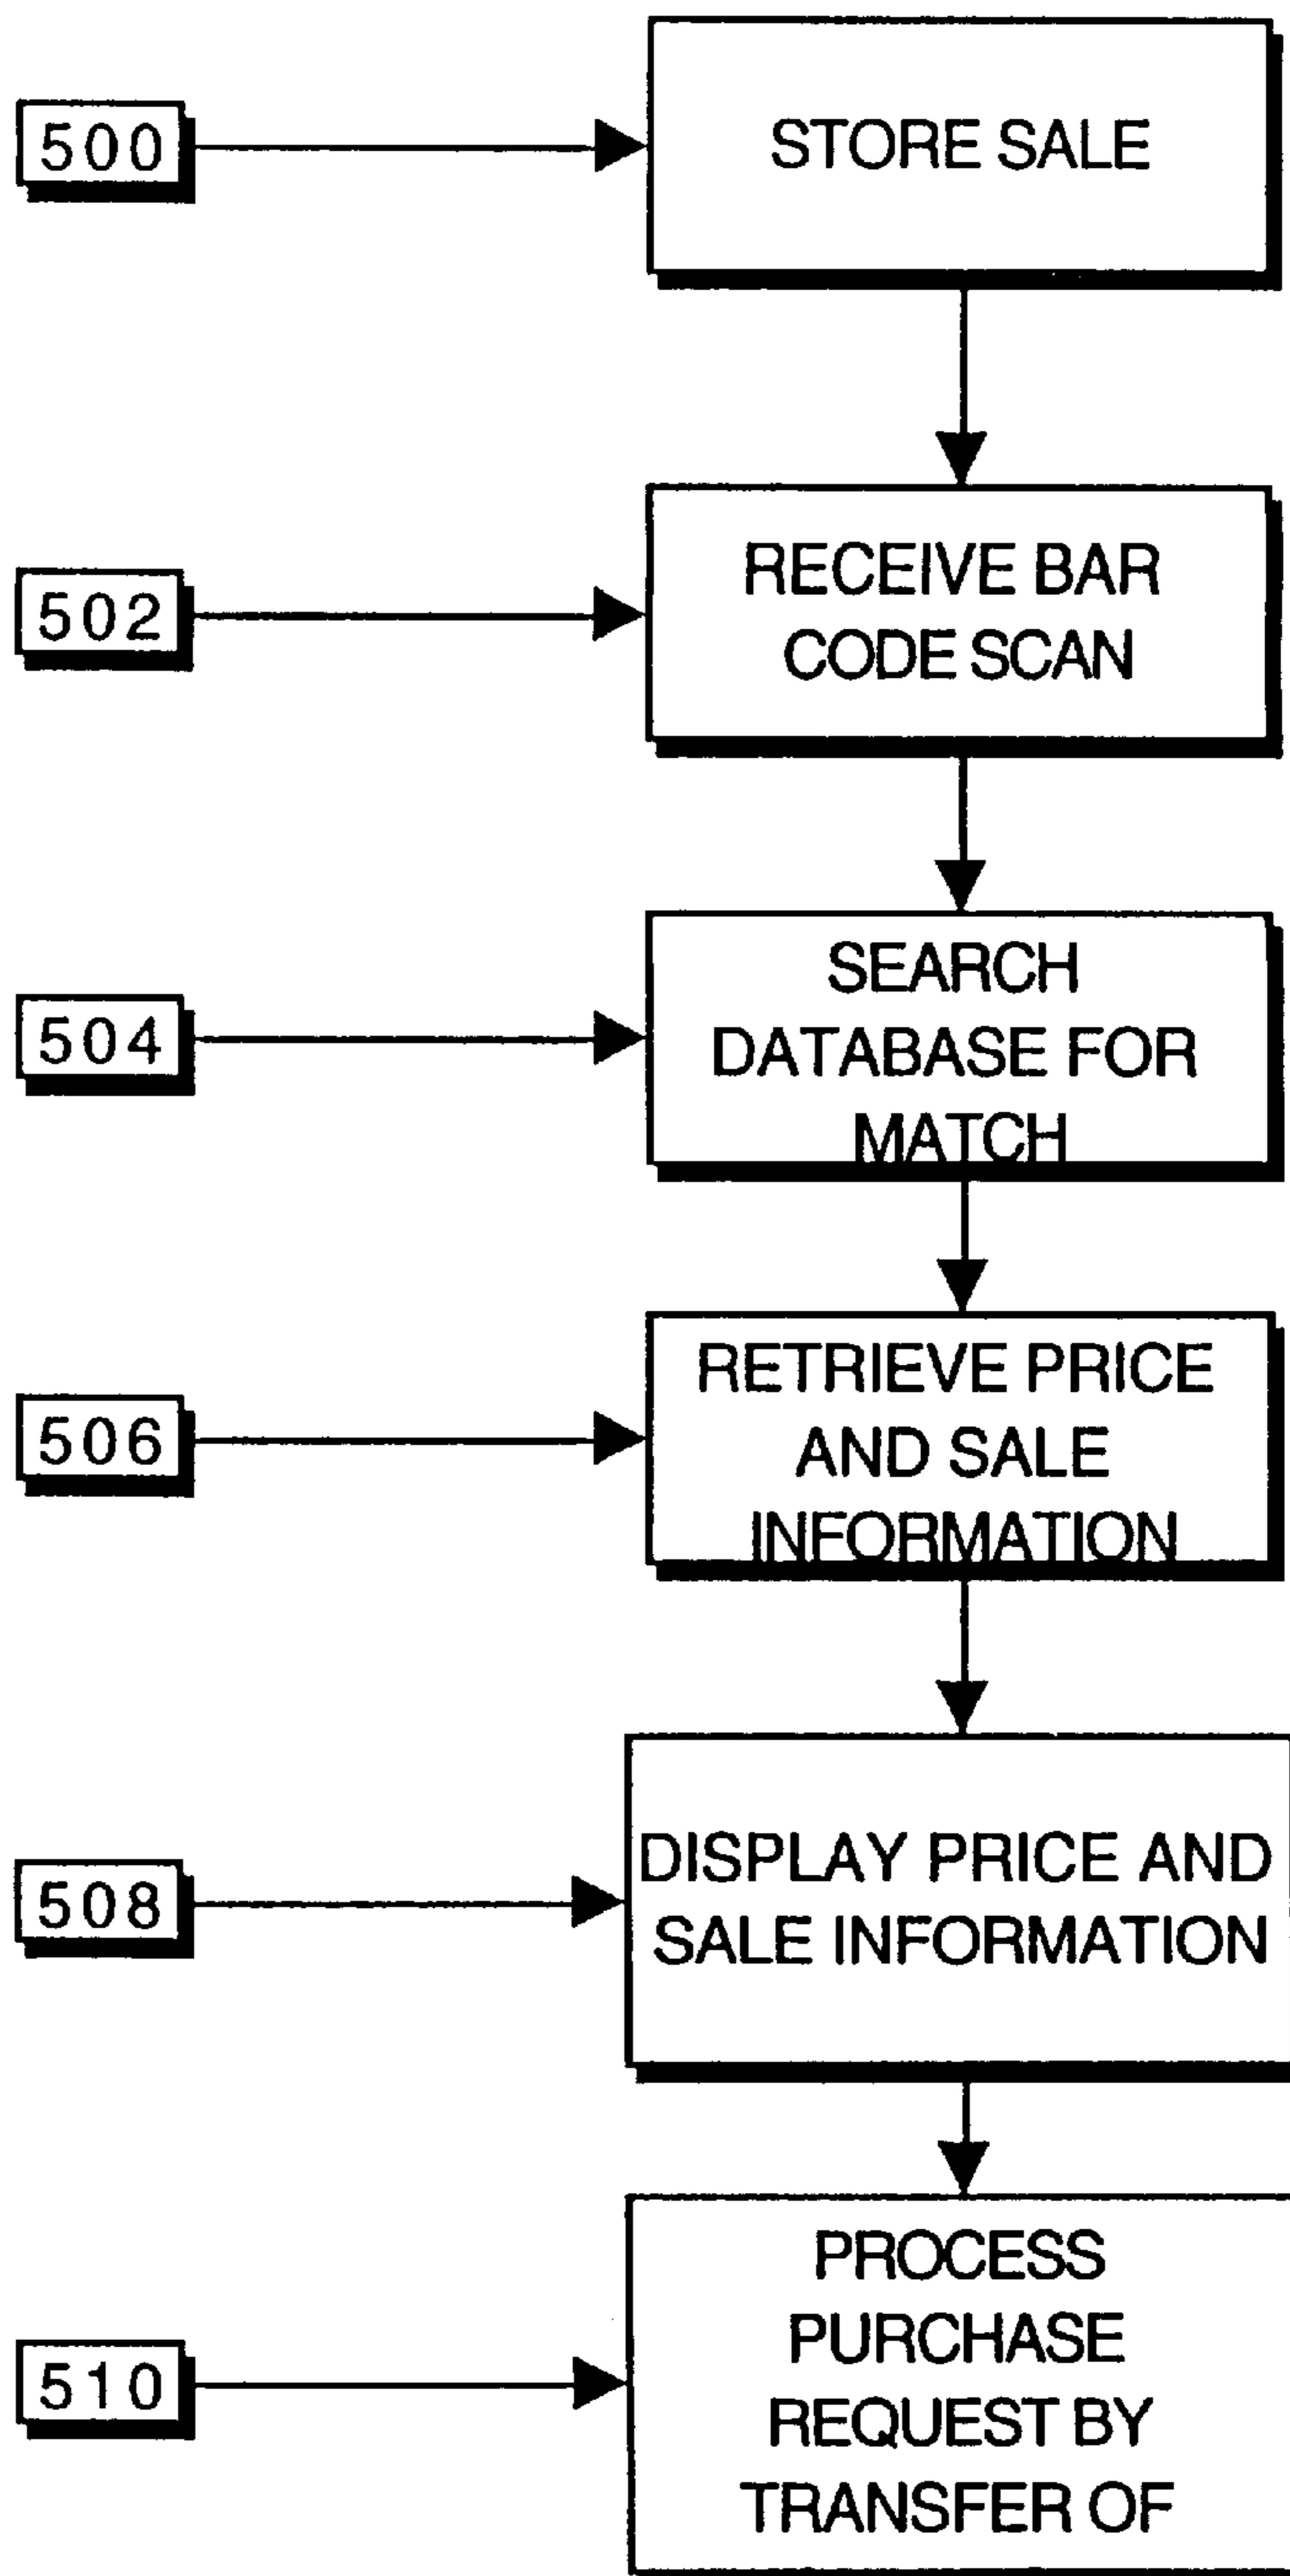 500
STORE SALE
502
RECEIVE BAR
CODE SCAN
504
SEARCH
DATABASE FOR
MATCH
506
RETRIEVE PRICE
AND SALE
INFORMATION
508
DISPLAY PRICE AND
SALE INFORMATION
510
PROCESS
PURCHASE
REQUEST BY
TRANSFER OF